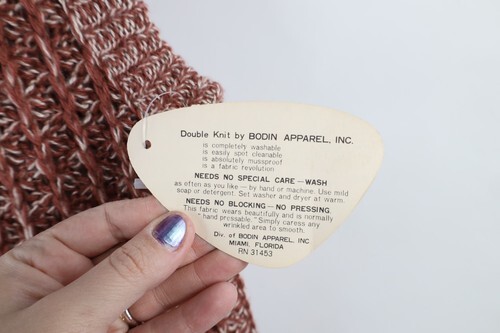 Double Knit by BODIN APPAREL, INC.
is completely washable
is easily spot cleanable
is absolutely mussproof
is a fabric revolution
NEEDS NO SPECIAL CARE — WASH
as often as you like — by hand or machine. Use mild
soap or detergent. Set washer and dryer at warm.
NEEDS NO BLOCKING — NO PRESSING.
This fabric wears beautifully and is normally
"hand pressable." Simply caress any
wrinkled area to smooth.
Div. of BODIN APPAREL, INC.
MIAMI, FLORIDA
RN 31453